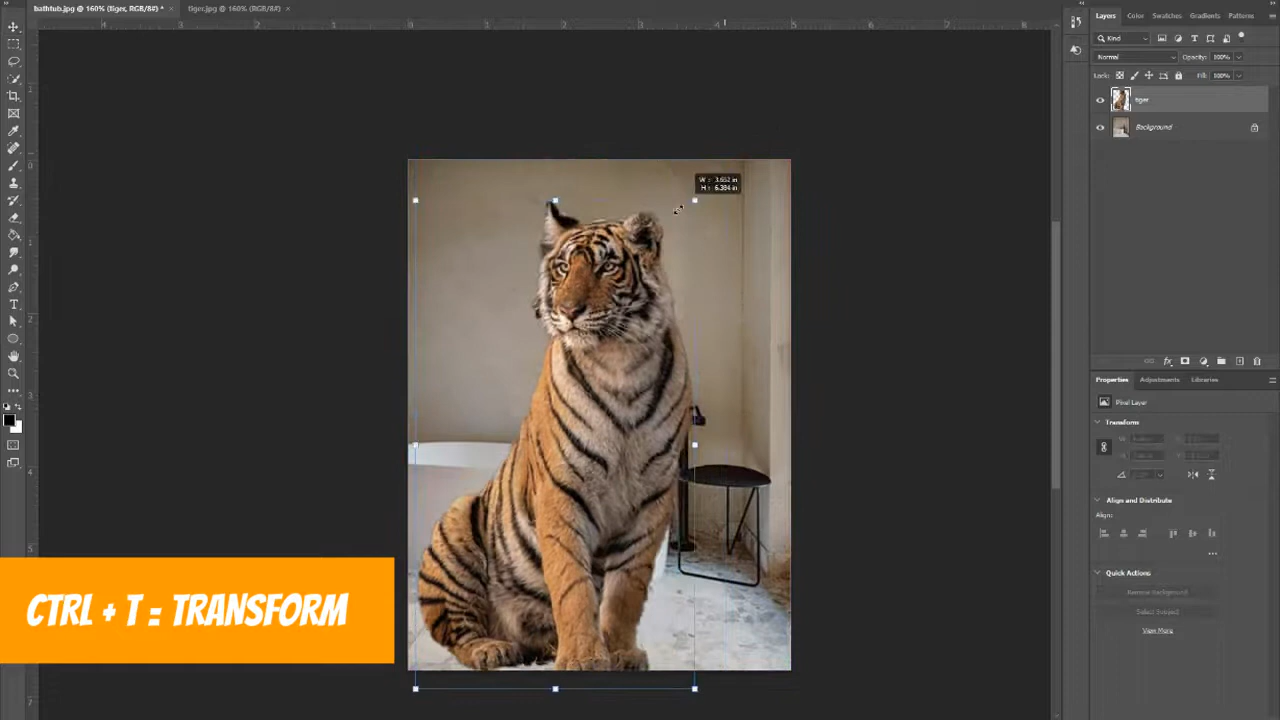 bathtub.jpg @ 160% (tiger, RGB/8#) *
tiger.jpg @ 160% (RGB/8#)
Layers
Color
Swatches
Gradients
Patterns
Kind
Normal
Opacity: 100%
Lock:
Fill: 100%
tiger
Background
W : 3.652 in
H : 6.384 in
Properties
Adjustments
Libraries
Pixel Layer
Transform
Align and Distribute
Align:
Quick Actions
Remove Background
Select Subject
View More
CTRL + T = TRANSFORM